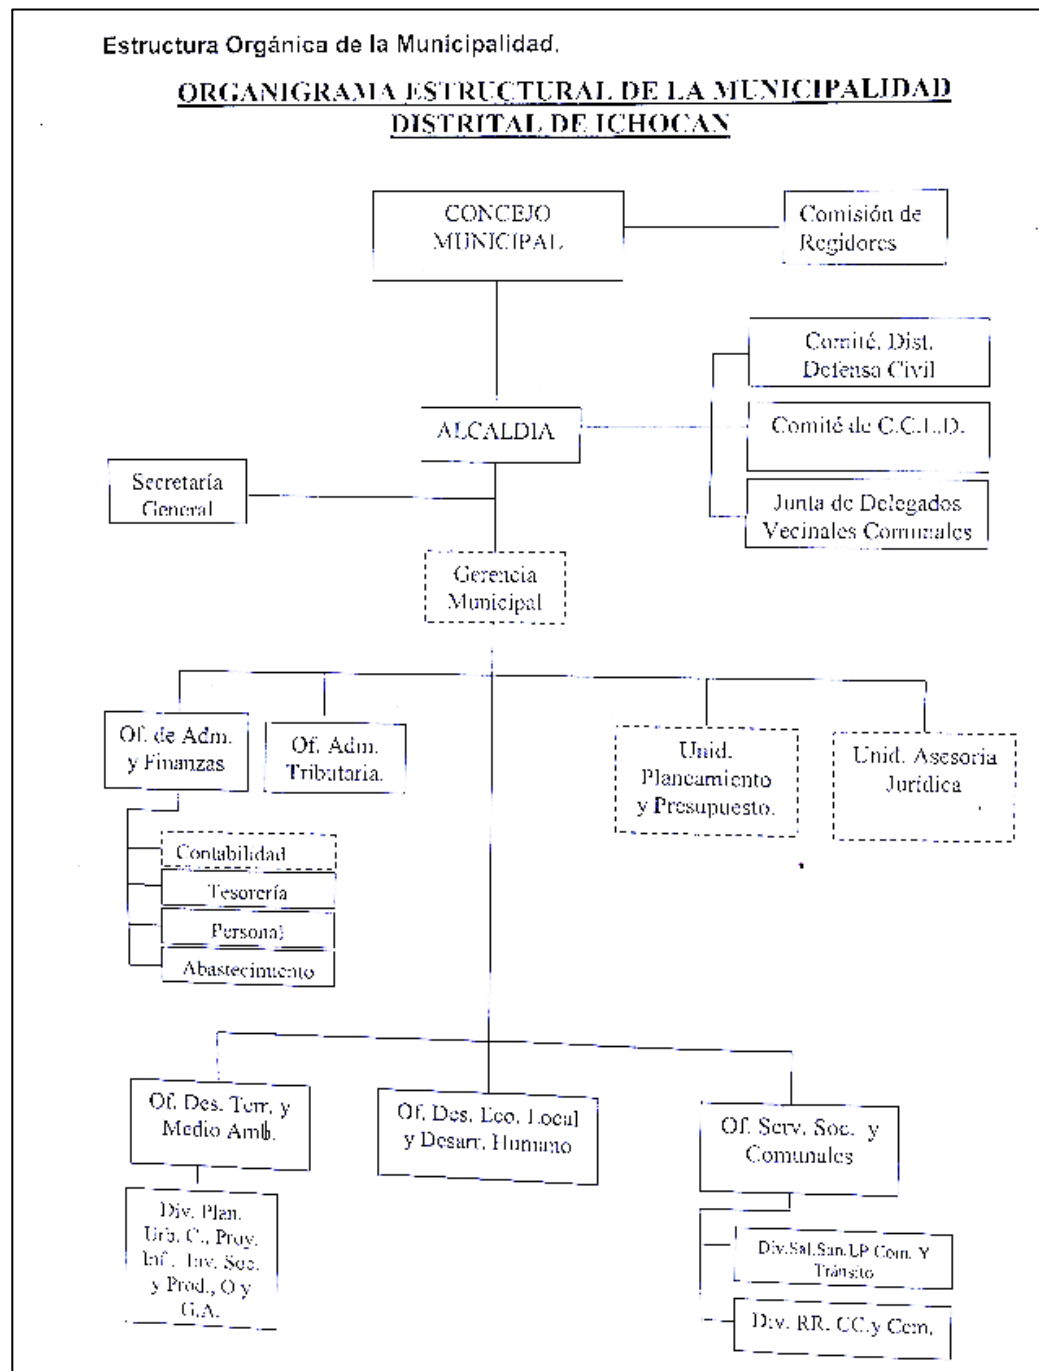 Estructura Orgánica de la Municipalidad.
ORGANIGRAMA ESTRUCTURAL DE LA MUNICIPALIDAD
DISTRITAL DE ICHOCAN
CONCEJO
MUNICIPAL
Comisión de
Regidores
Comité. Dist.
Defensa Civil
ALCALDIA
Comité de C.C.L.D.
Secretaría
General
Junta de Delegados
Vecinales Comunales
Gerencia
Municipal
Of. de Adm.
y Finanzas
Of. Adm.
Tributaria.
Unid.
Planeamiento
y Presupuesto.
Unid. Asesoría
Jurídica
Contabilidad
Tesorería
Personal
Abastecimiento
Of. Des. Terr. y
Medio Amb.
Of. Des. Eco. Local
y Desarr. Humano
Of. Serv. Soc. y
Comunales
Div. Plan.
Urb. C., Proy.
Inf., Inv. Soc.
y Prod., O y
G.A.
Div.Sal.San.LP.Com. Y
Tránsito
Div. RR. CC.y Cem.